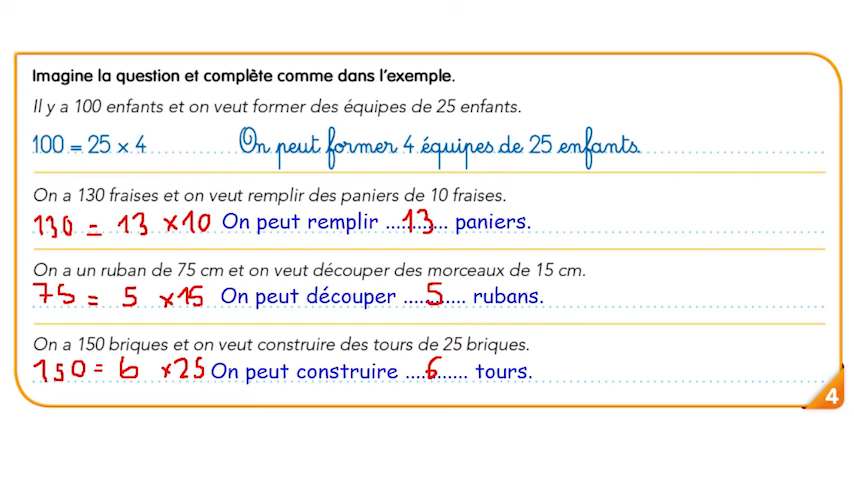 Imagine la question et complète comme dans l'exemple.
Il y a 100 enfants et on veut former des équipes de 25 enfants.
100 = 25 × 4 On peut former 4 équipes de 25 enfants
On a 130 fraises et on veut remplir des paniers de 10 fraises.
130 = 13 × 10 On peut remplir ....13.... paniers.
On a un ruban de 75 cm et on veut découper des morceaux de 15 cm.
75 = 5 × 15 On peut découper ....5.... rubans.
On a 150 briques et on veut construire des tours de 25 briques.
150 = 6 × 25 On peut construire ....6.... tours.
4